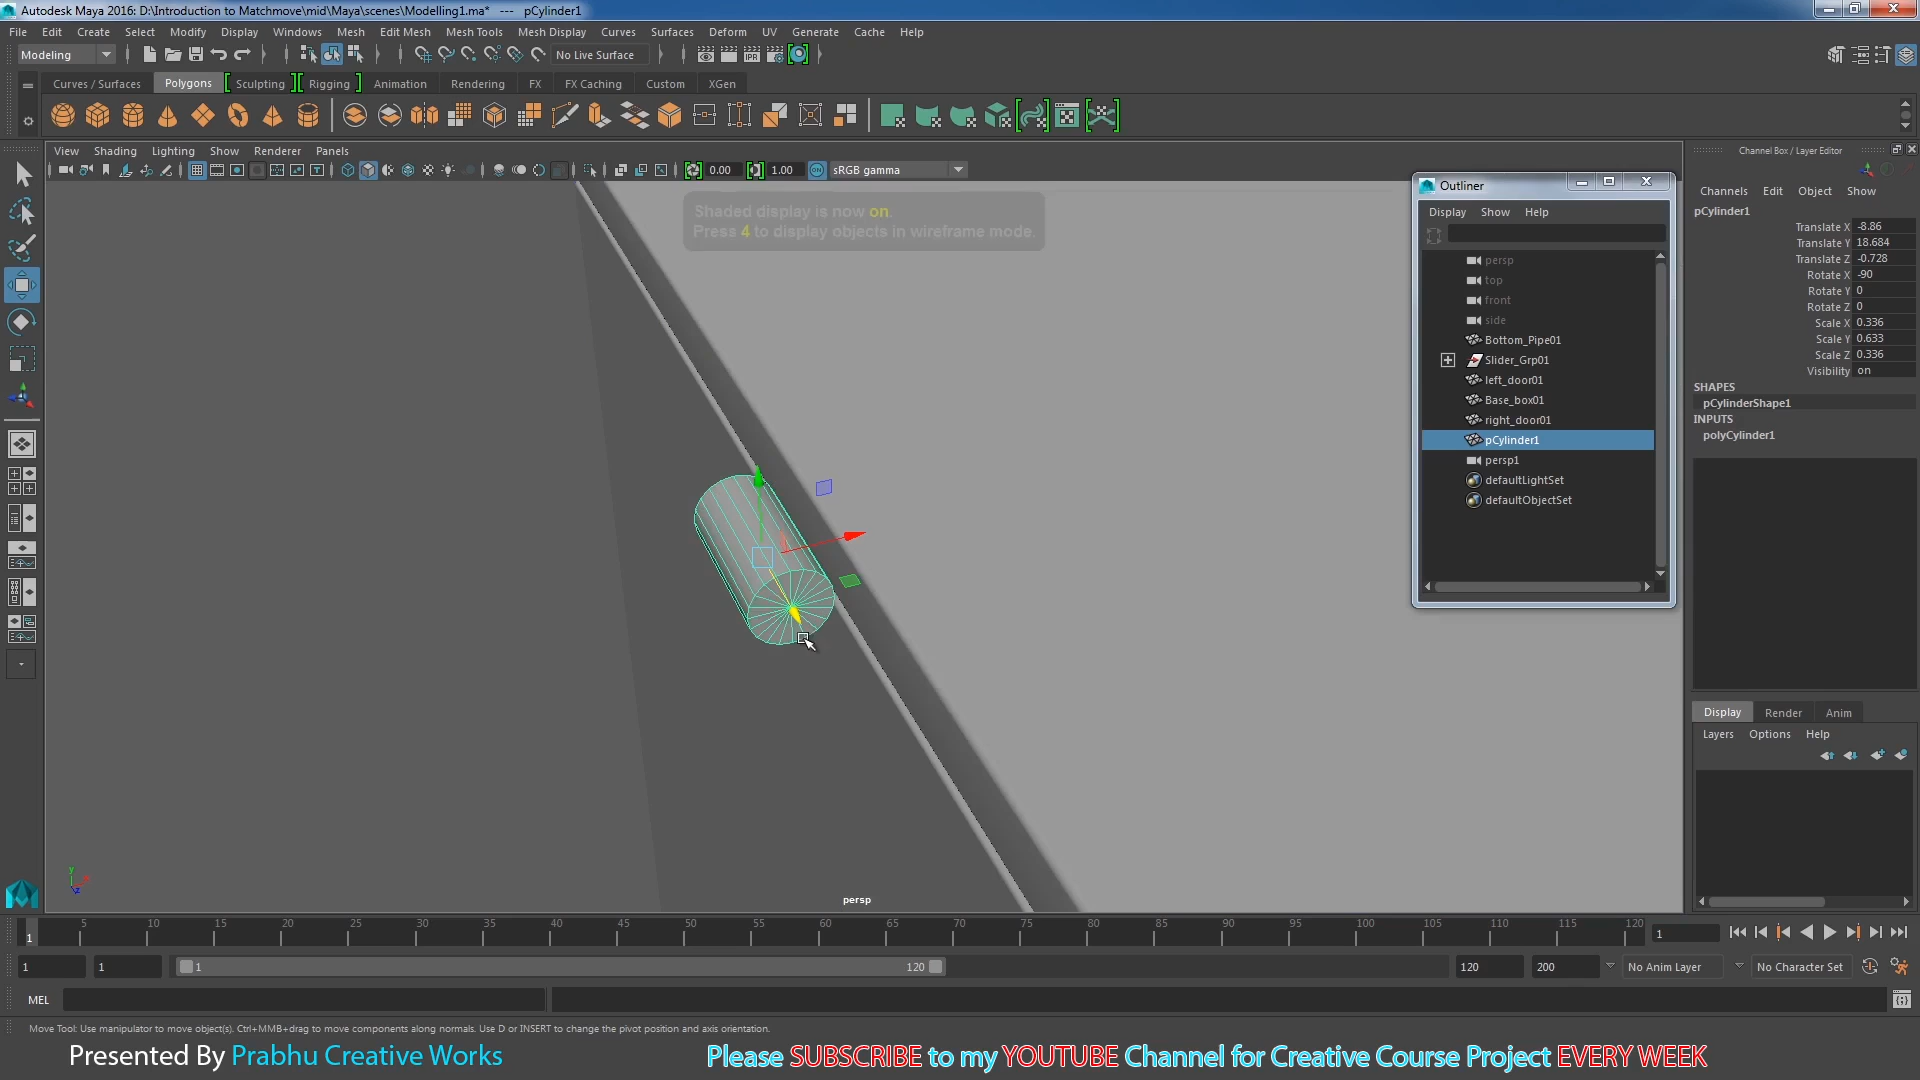 Autodesk Maya 2016: D:\Introduction to Matchmove\mid\Maya\scenes\Modelling1.ma* --- pCylinder1
File Edit Create Select Modify Display Windows Mesh Edit Mesh Mesh Tools Mesh Display Curves Surfaces Deform UV Generate Cache Help
Modeling No Live Surface
Curves / Surfaces Polygons Sculpting Rigging Animation Rendering FX FX Caching Custom XGen
View Shading Lighting Show Renderer Panels
0.00 1.00 sRGB gamma
Shaded display is now on.
Press 4 to display objects in wireframe mode.
Outliner
Display Show Help
persp
top
front
side
Bottom_Pipe01
Slider_Grp01
left_door01
Base_box01
right_door01
pCylinder1
persp1
defaultLightSet
defaultObjectSet
Channel Box / Layer Editor
Channels Edit Object Show
pCylinder1
Translate X -8.86
Translate Y 18.684
Translate Z -0.728
Rotate X -90
Rotate Y 0
Rotate Z 0
Scale X 0.336
Scale Y 0.633
Scale Z 0.336
Visibility on
SHAPES
pCylinderShape1
INPUTS
polyCylinder1
Display Render Anim
Layers Options Help
y
z
persp
5 10 15 20 25 30 35 40 45 50 55 60 65 70 75 80 85 90 95 100 105 110 115 120
1 1
1 1 1 120 120 200 No Anim Layer No Character Set
MEL
Move Tool: Use manipulator to move object(s). Ctrl+MMB+drag to move components along normals. Use D or INSERT to change the pivot position and axis orientation.
Presented By Prabhu Creative Works Please SUBSCRIBE to my YOUTUBE Channel for Creative Course Project EVERY WEEK